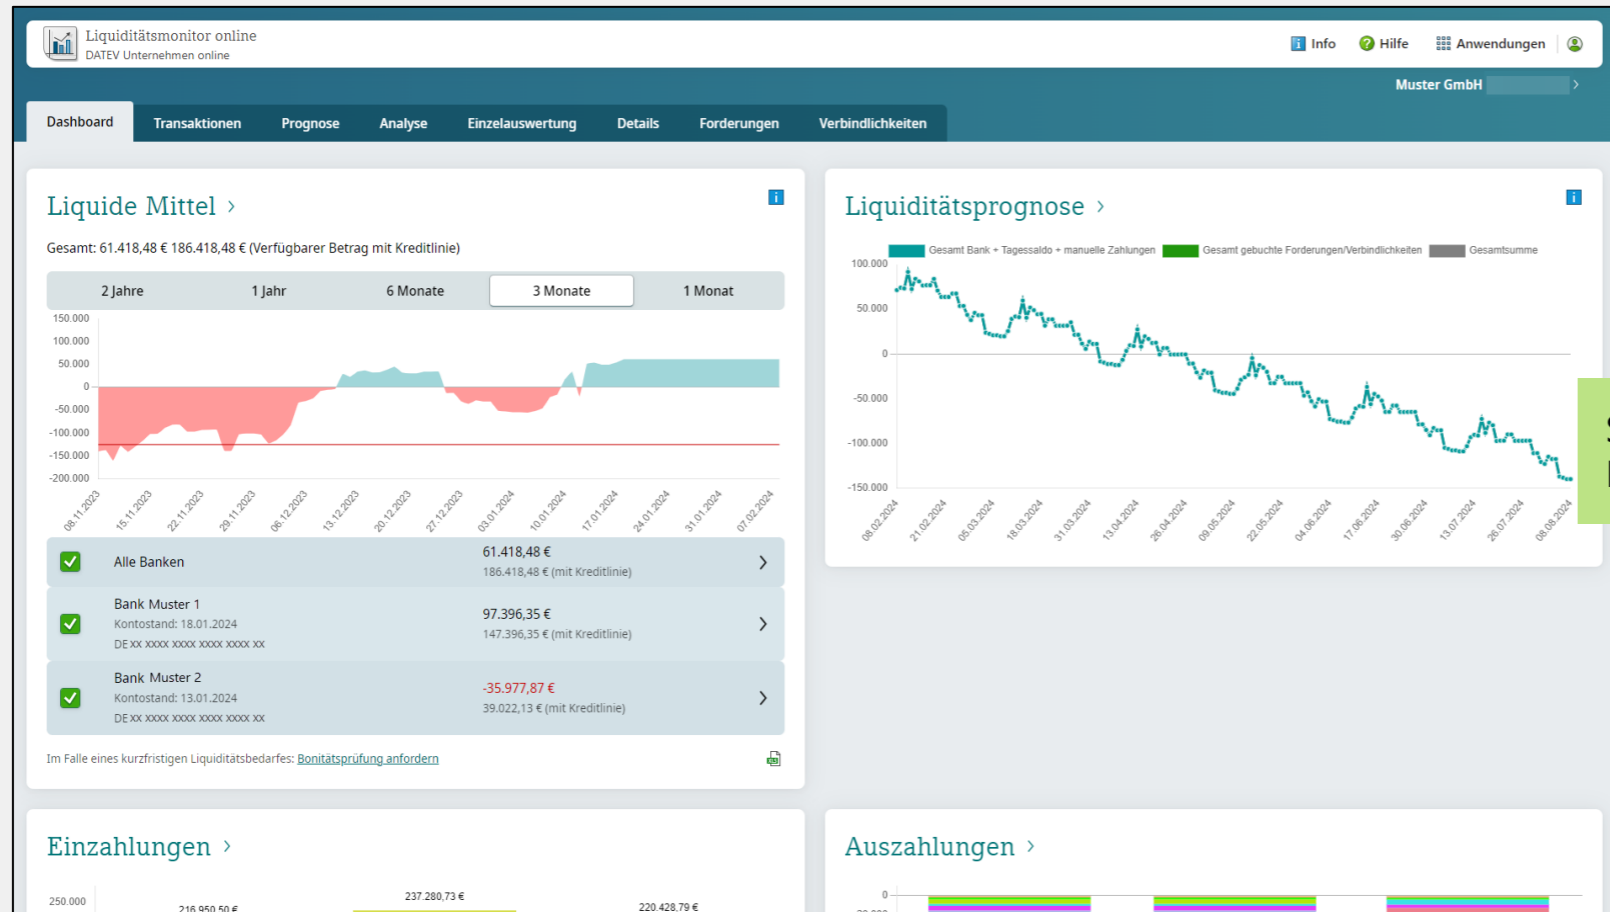 Liquiditätsmonitor online
DATEV Unternehmen online
Info
Hilfe
Anwendungen
Muster GmbH
Dashboard
Transaktionen
Prognose
Analyse
Einzelauswertung
Details
Forderungen
Verbindlichkeiten
Liquide Mittel
Gesamt: 61.418,48 € 186.418,48 € (Verfügbarer Betrag mit Kreditlinie)
2 Jahre
1 Jahr
6 Monate
3 Monate
1 Monat
150.000
100.000
50.000
0
-50.000
-100.000
-150.000
-200.000
08.11.2023
15.11.2023
22.11.2023
29.11.2023
06.12.2023
13.12.2023
20.12.2023
27.12.2023
03.01.2024
10.01.2024
17.01.2024
24.01.2024
31.01.2024
07.02.2024
Alle Banken
61.418,48 €
186.418,48 € (mit Kreditlinie)
Bank Muster 1
Kontostand: 18.01.2024
DE xx xxxx xxxx xxxx xxxx xx
97.396,35 €
147.396,35 € (mit Kreditlinie)
Bank Muster 2
Kontostand: 13.01.2024
DE xx xxxx xxxx xxxx xxxx xx
-35.977,87 €
39.022,13 € (mit Kreditlinie)
Im Falle eines kurzfristigen Liquiditätsbedarfes: Bonitätsprüfung anfordern
Liquiditätsprognose
Gesamt Bank + Tagessaldo + manuelle Zahlungen
Gesamt gebuchte Forderungen/Verbindlichkeiten
Gesamtsumme
100.000
50.000
0
-50.000
-100.000
-150.000
08.02.2024
21.02.2024
05.03.2024
18.03.2024
31.03.2024
13.04.2024
26.04.2024
09.05.2024
22.05.2024
04.06.2024
17.06.2024
30.06.2024
13.07.2024
26.07.2024
08.08.2024
Einzahlungen
250.000
216.950,50 €
237.280,73 €
220.428,79 €
Auszahlungen
0